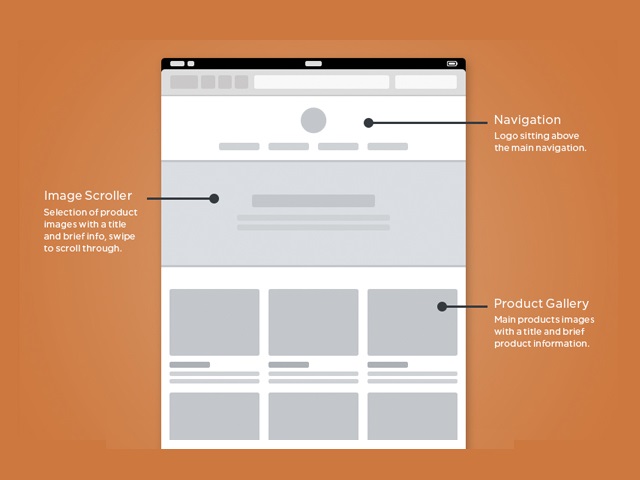 Navigation
Logo sitting above
the main navigation.
Image Scroller
Selection of product
images with a title
and brief info, swipe
to scroll through.
Product Gallery
Main products images
with a title and brief
product information.